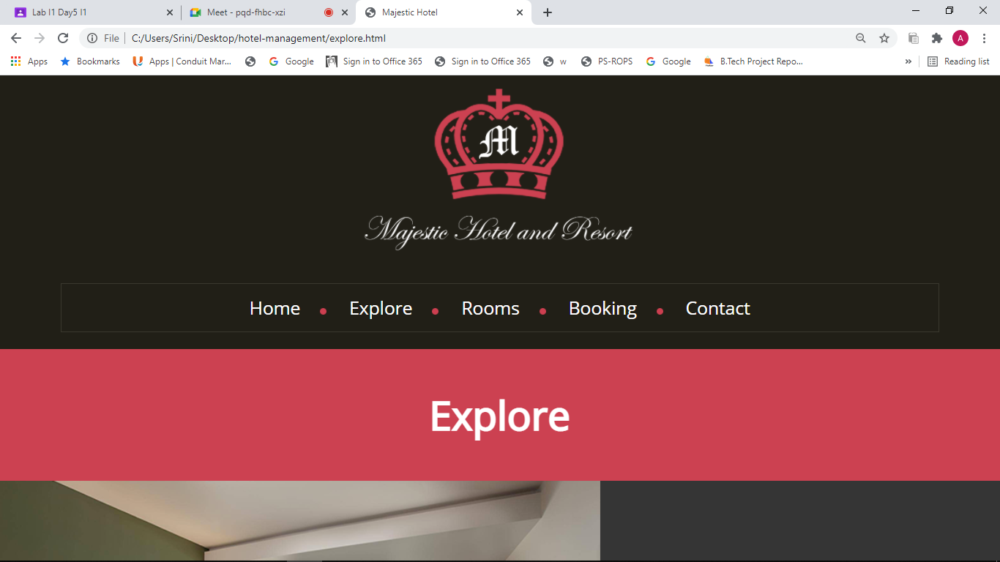 Lab I1 Day5 I1
Meet - pqd-fhbc-xzi
Majestic Hotel
File
C:/Users/Srini/Desktop/hotel-management/explore.html
A
Apps
Bookmarks
Apps | Conduit Mar...
Google
Sign in to Office 365
Sign in to Office 365
w
PS-ROPS
Google
B.Tech Project Repo...
»
Reading list
M
Majestic Hotel and Resort
Home • Explore • Rooms • Booking • Contact
Explore